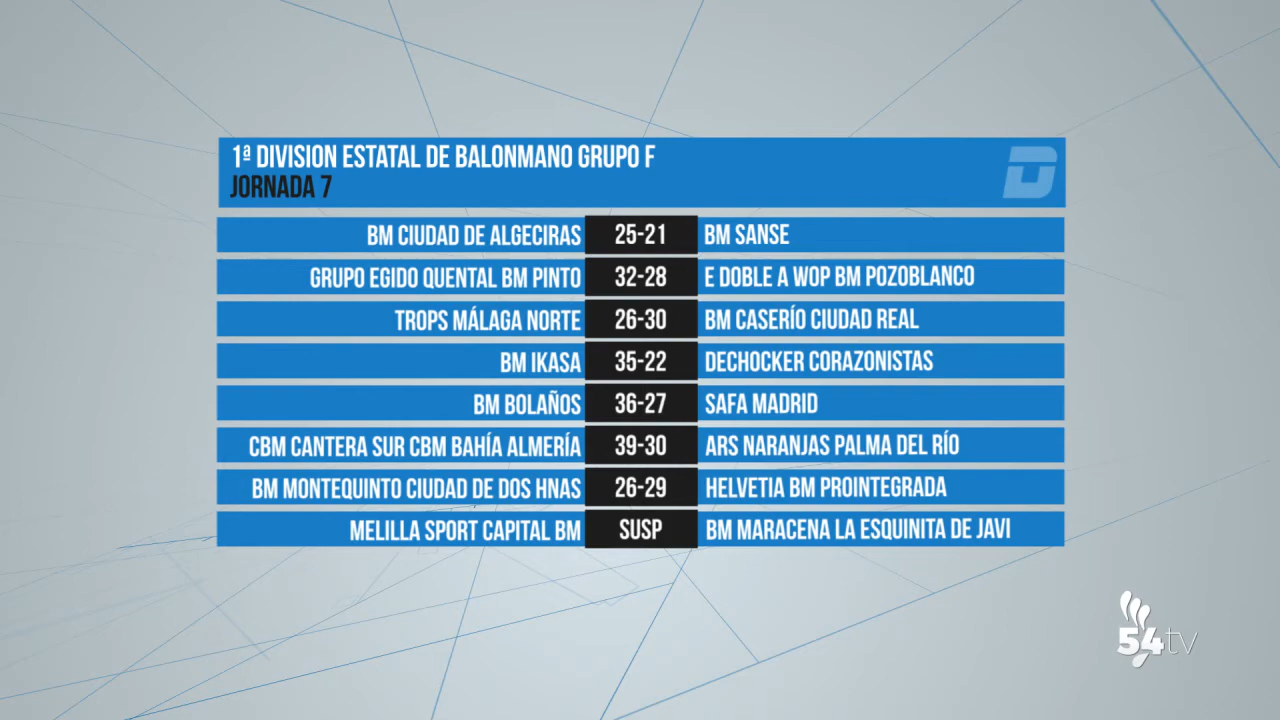 1ª DIVISION ESTATAL DE BALONMANO GRUPO F
JORNADA 7
BM CIUDAD DE ALGECIRAS 25-21 BM SANSE
GRUPO EGIDO QUENTAL BM PINTO 32-28 E DOBLE A WOP BM POZOBLANCO
TROPS MÁLAGA NORTE 26-30 BM CASERÍO CIUDAD REAL
BM IKASA 35-22 DECHOCKER CORAZONISTAS
BM BOLAÑOS 36-27 SAFA MADRID
CBM CANTERA SUR CBM BAHÍA ALMERÍA 39-30 ARS NARANJAS PALMA DEL RÍO
BM MONTEQUINTO CIUDAD DE DOS HNAS 26-29 HELVETIA BM PROINTEGRADA
MELILLA SPORT CAPITAL BM SUSP BM MARACENA LA ESQUINITA DE JAVI
54tv